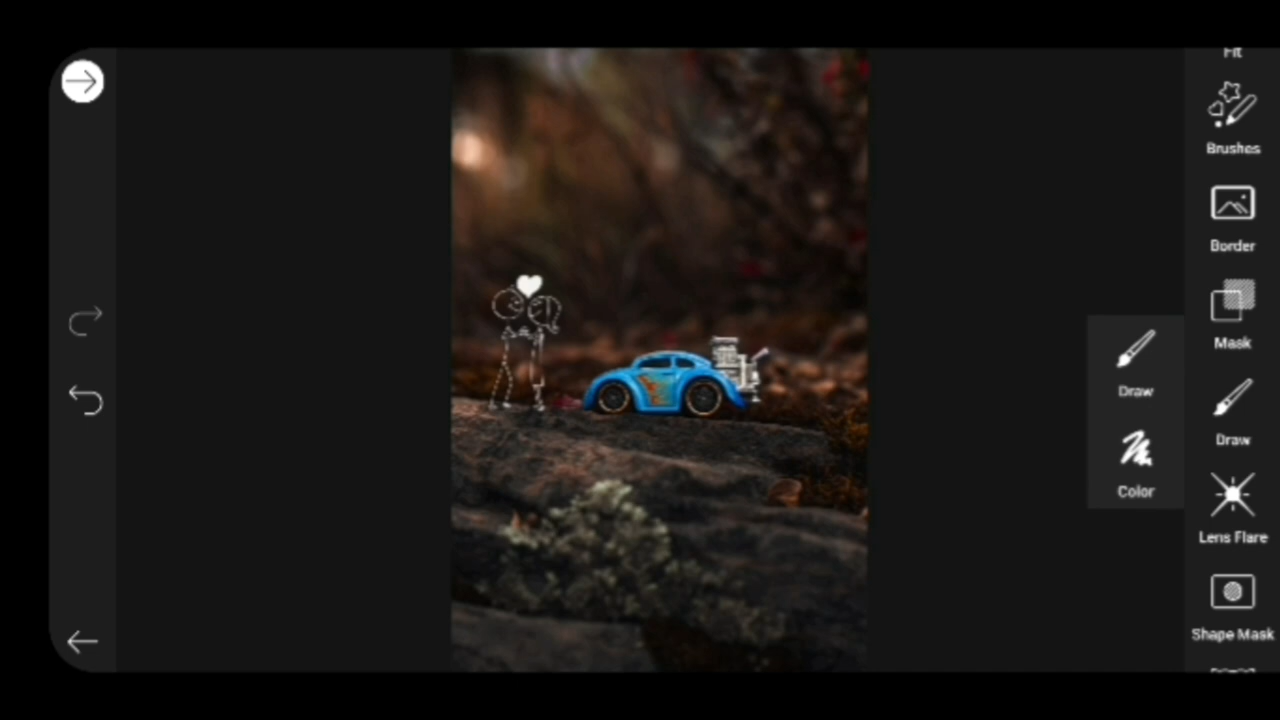 Fit
Brushes
Border
Mask
Draw
Color
Draw
Lens Flare
Shape Mask